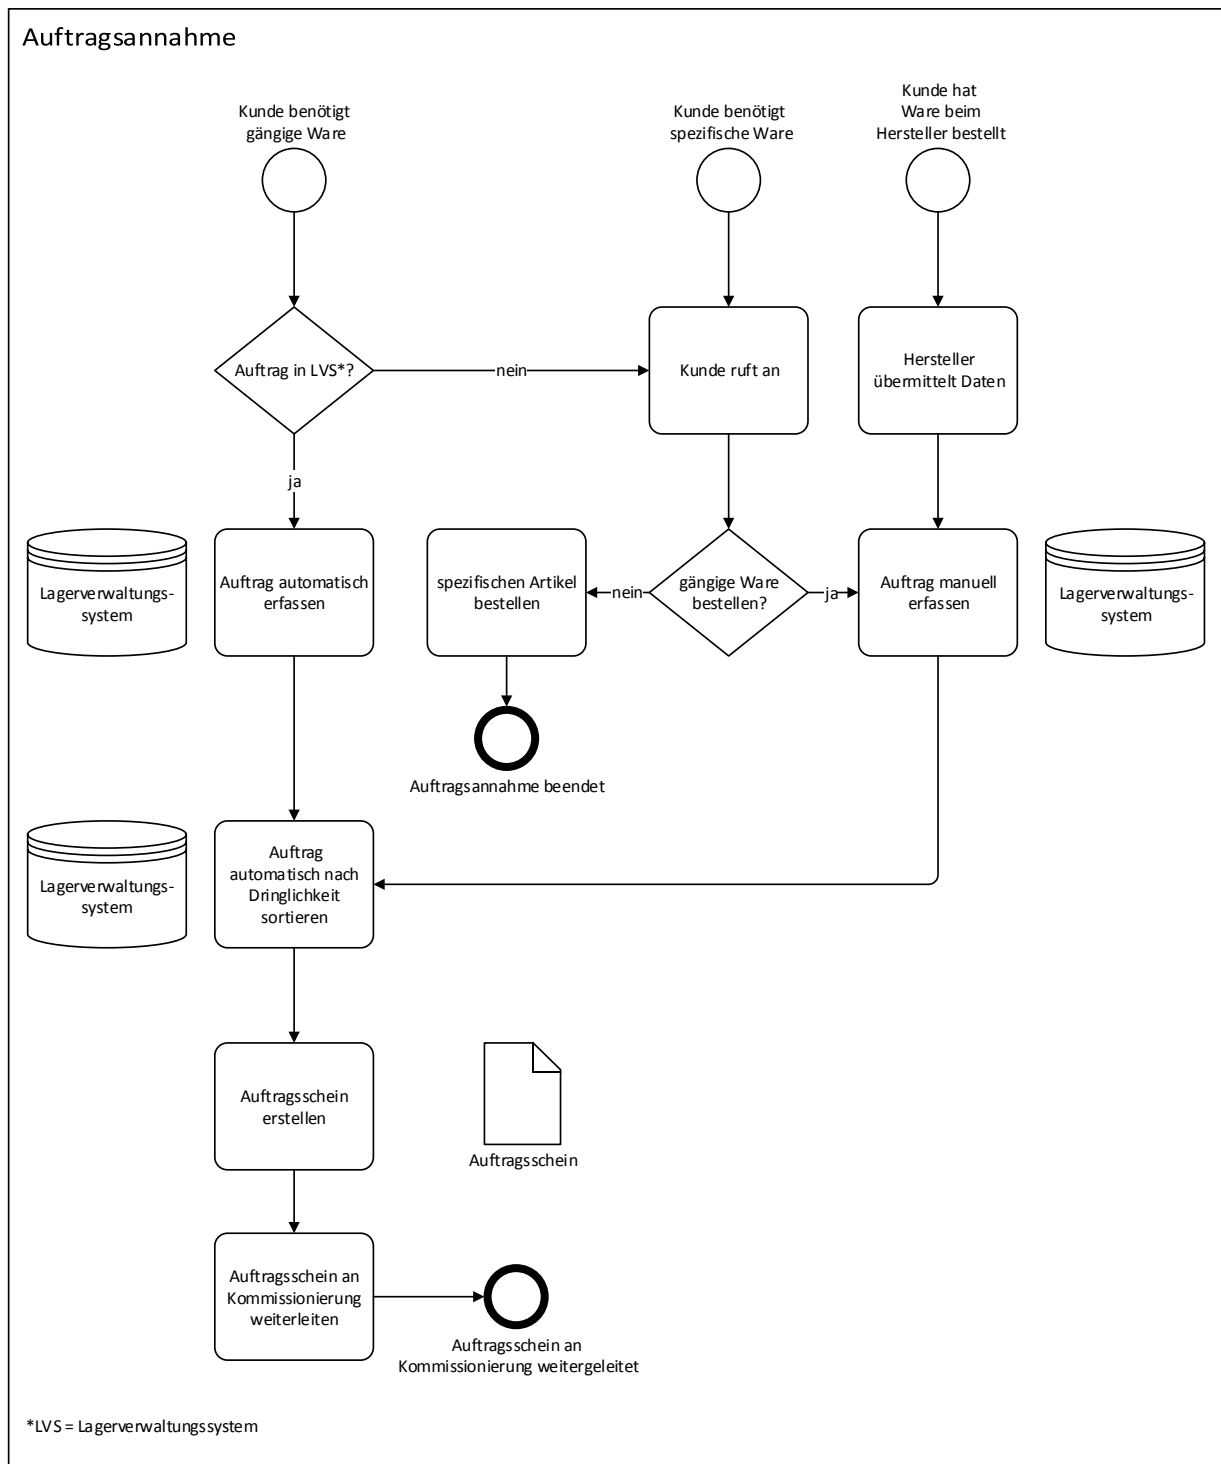 Auftragsannahme
Kunde benötigt
gängige Ware
Kunde benötigt
spezifische Ware
Kunde hat
Ware beim
Hersteller bestellt
Auftrag in LVS*?
nein
Kunde ruft an
Hersteller
übermittelt Daten
ja
Lagerverwaltungs-
system
Auftrag automatisch
erfassen
spezifischen Artikel
bestellen
nein
gängige Ware
bestellen?
ja
Auftrag manuell
erfassen
Lagerverwaltungs-
system
Auftragsannahme beendet
Lagerverwaltungs-
system
Auftrag
automatisch nach
Dringlichkeit
sortieren
Auftragsschein
erstellen
Auftragsschein
Auftragsschein an
Kommissionierung
weiterleiten
Auftragsschein an
Kommissionierung weitergeleitet
*LVS = Lagerverwaltungssystem